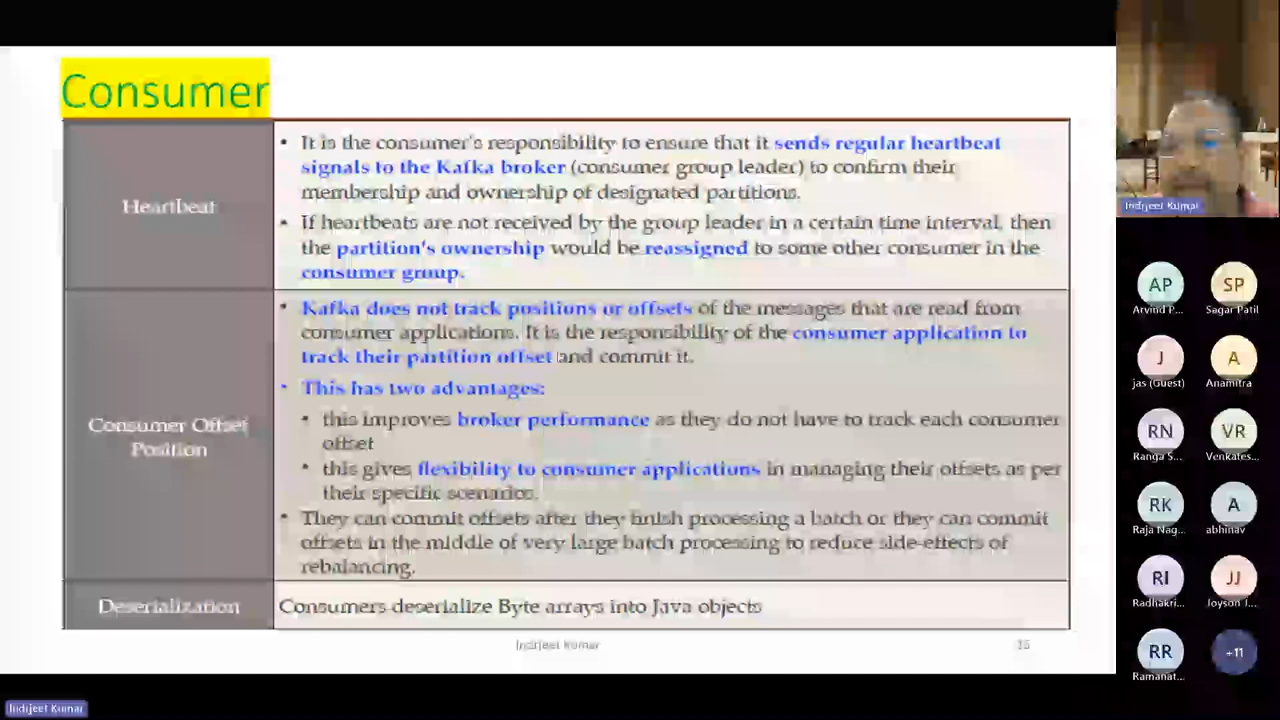 Consumer
Heartbeat
• It is the consumer's responsibility to ensure that it sends regular heartbeat
signals to the Kafka broker (consumer group leader) to confirm their
membership and ownership of designated partitions.
• If heartbeats are not received by the group leader in a certain time interval, then
the partition's ownership would be reassigned to some other consumer in the
consumer group.
Consumer Offset
Position
• Kafka does not track positions or offsets of the messages that are read from
consumer applications. It is the responsibility of the consumer application to
track their partition offset and commit it.
• This has two advantages:
• this improves broker performance as they do not have to track each consumer
offset
• this gives flexibility to consumer applications in managing their offsets as per
their specific scenarios.
• They can commit offsets after they finish processing a batch or they can commit
offsets in the middle of very large batch processing to reduce side-effects of
rebalancing.
Deserialization
Consumers deserialize Byte arrays into Java objects
Indrjeet Kumar
Indrjeet Kumar
Indrjeet Kumar
AP
SP
Arvind P...
Sagar Patil
J
A
jas (Guest)
Anamitra
RN
VR
Ranga S...
Venkates...
RK
A
Raja Nag...
abhinav
RI
JJ
Radhakri...
Joyson J...
RR
+11
Ramanat...